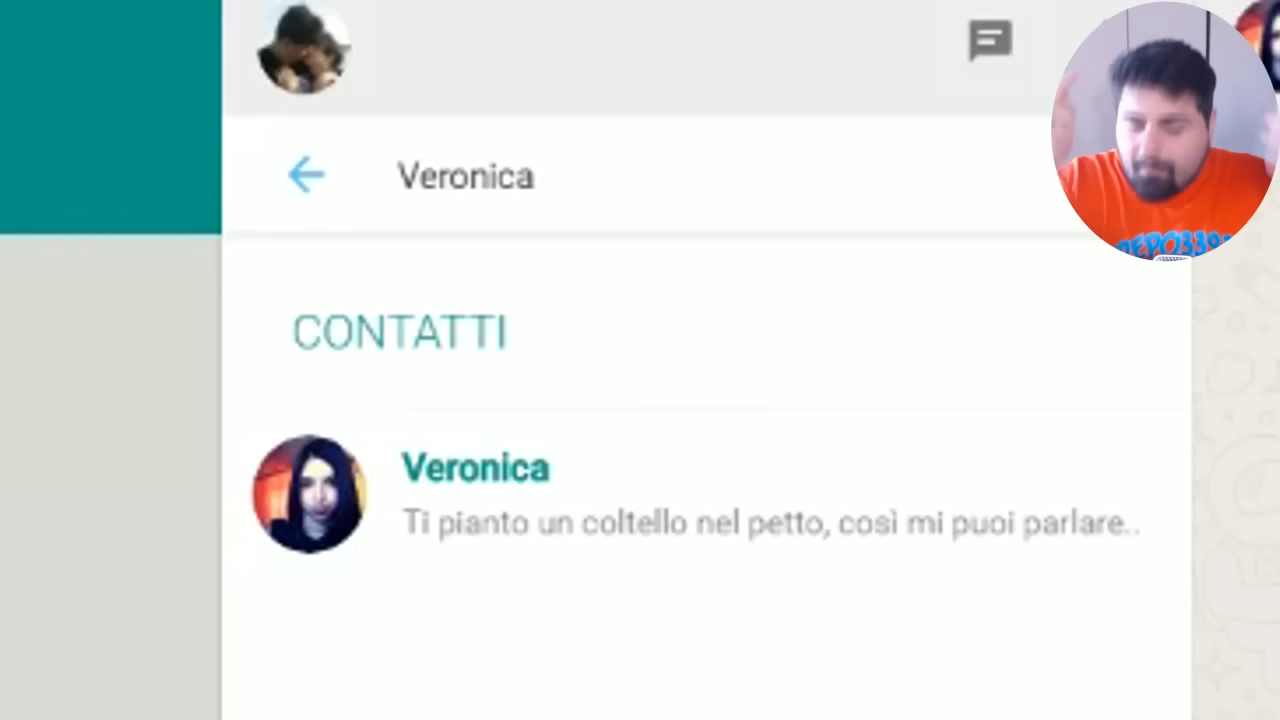 Veronica
CONTATTI
Veronica
Ti pianto un coltello nel petto, così mi puoi parlare..